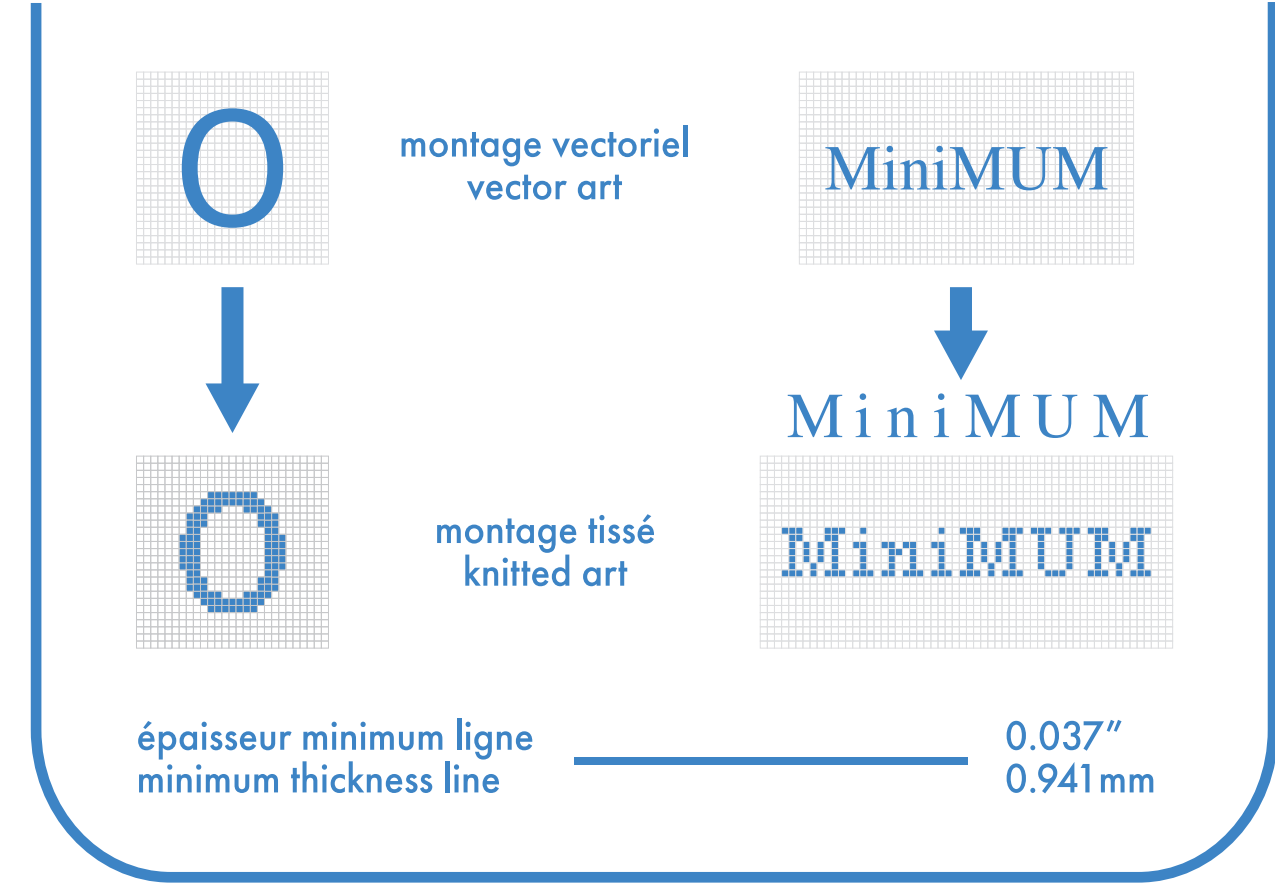 O
montage vectoriel
vector art
MiniMUM
MiniMUM
O
montage tissé
knitted art
MiniMUM
épaisseur minimum ligne
minimum thickness line
0.037"
0.941mm